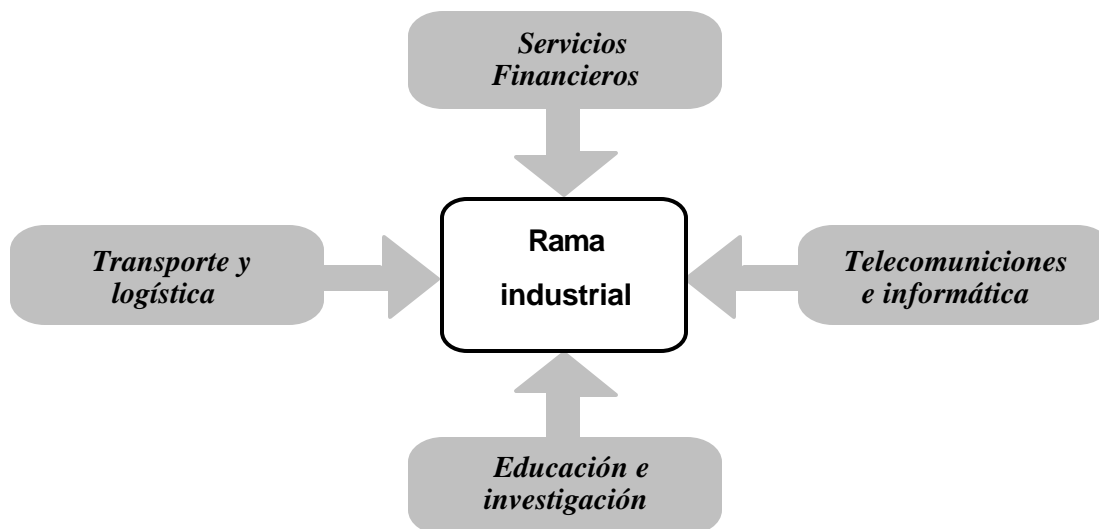 Servicios
Financieros
Rama
industrial
Transporte y
logística
Telecomuniciones
e informática
Educación e
investigación